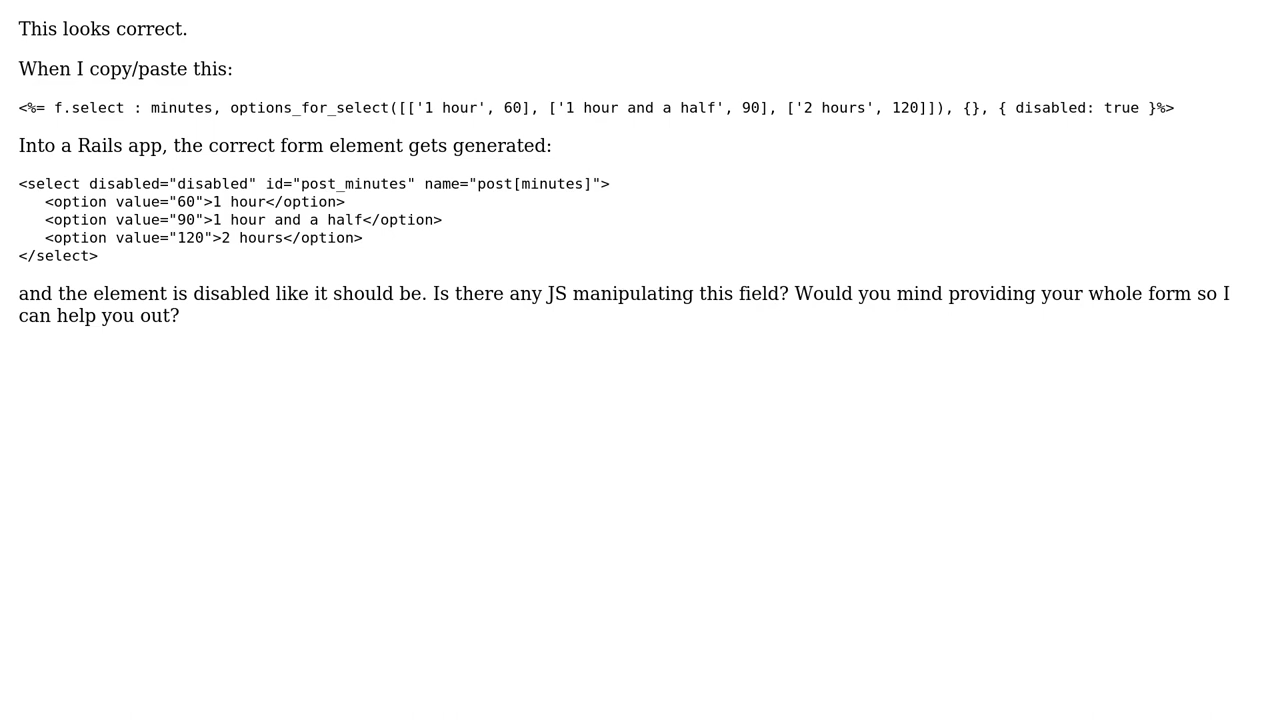 This looks correct.
When I copy/paste this:
<%= f.select : minutes, options_for_select([['1 hour', 60], ['1 hour and a half', 90], ['2 hours', 120]]), {}, { disabled: true }%>
Into a Rails app, the correct form element gets generated:
<select disabled="disabled" id="post_minutes" name="post[minutes]">
   <option value="60">1 hour</option>
   <option value="90">1 hour and a half</option>
   <option value="120">2 hours</option>
</select>
and the element is disabled like it should be. Is there any JS manipulating this field? Would you mind providing your whole form so I
can help you out?